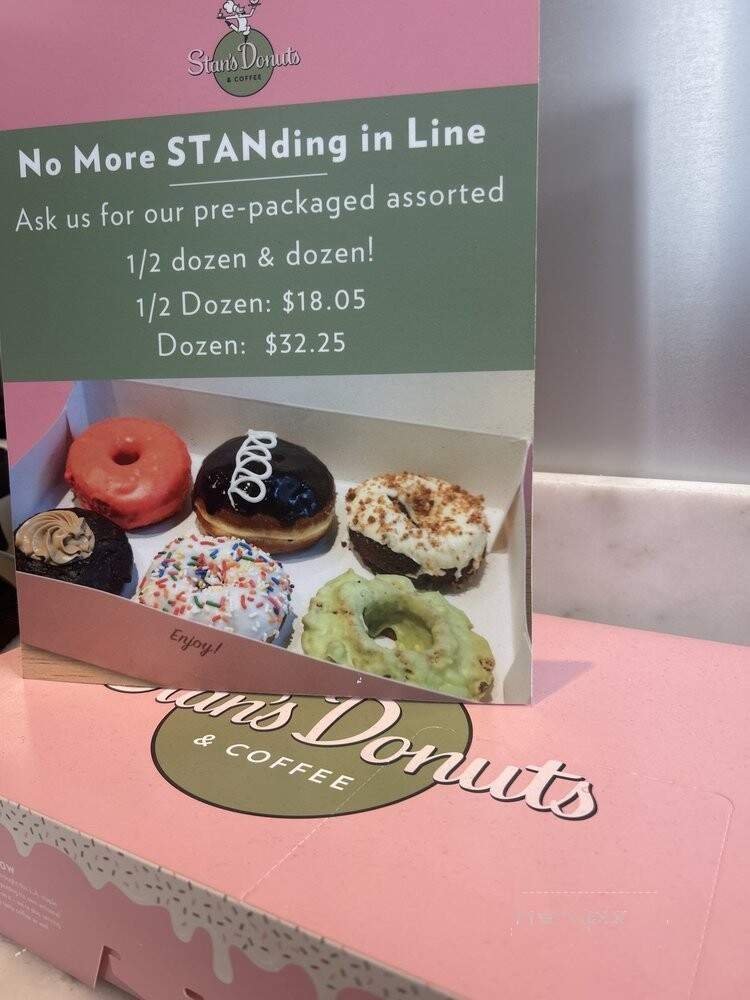 Stan's Donuts
& COFFEE
No More STANding in Line
Ask us for our pre-packaged assorted
1/2 dozen & dozen!
1/2 Dozen: $18.05
Dozen: $32.25
Enjoy!
Stan's Donuts
& COFFEE